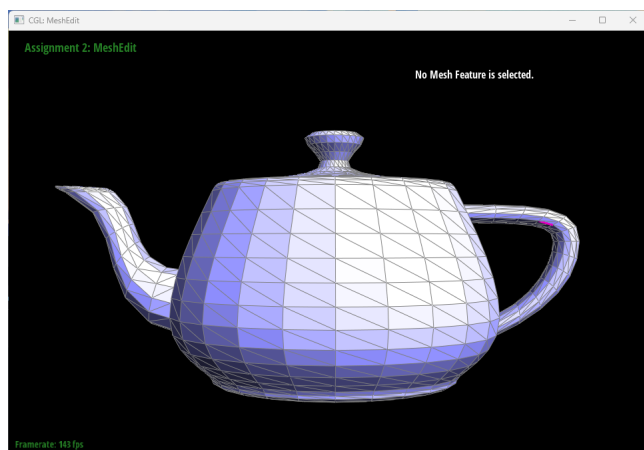 CGL: MeshEdit
Assignment 2: MeshEdit
No Mesh Feature is selected.
Framerate: 143 fps